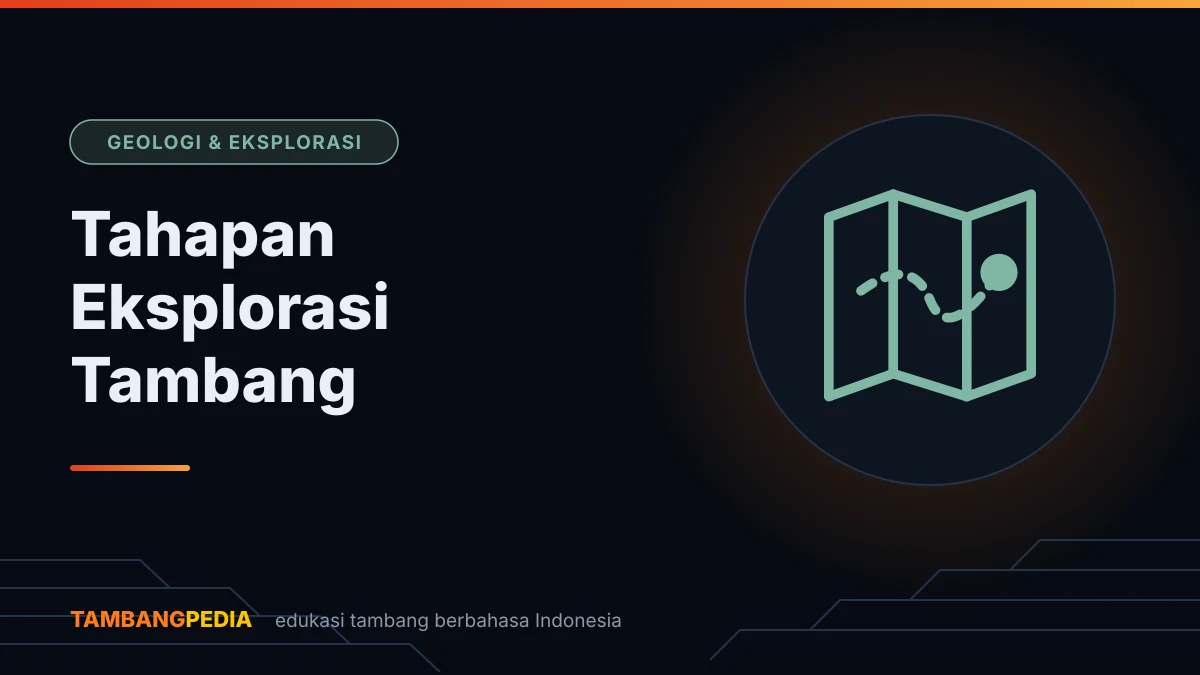 GEOLOGI & EKSPLORASI
Tahapan
Eksplorasi
Tambang
TAMBANGPEDIA edukasi tambang berbahasa Indonesia